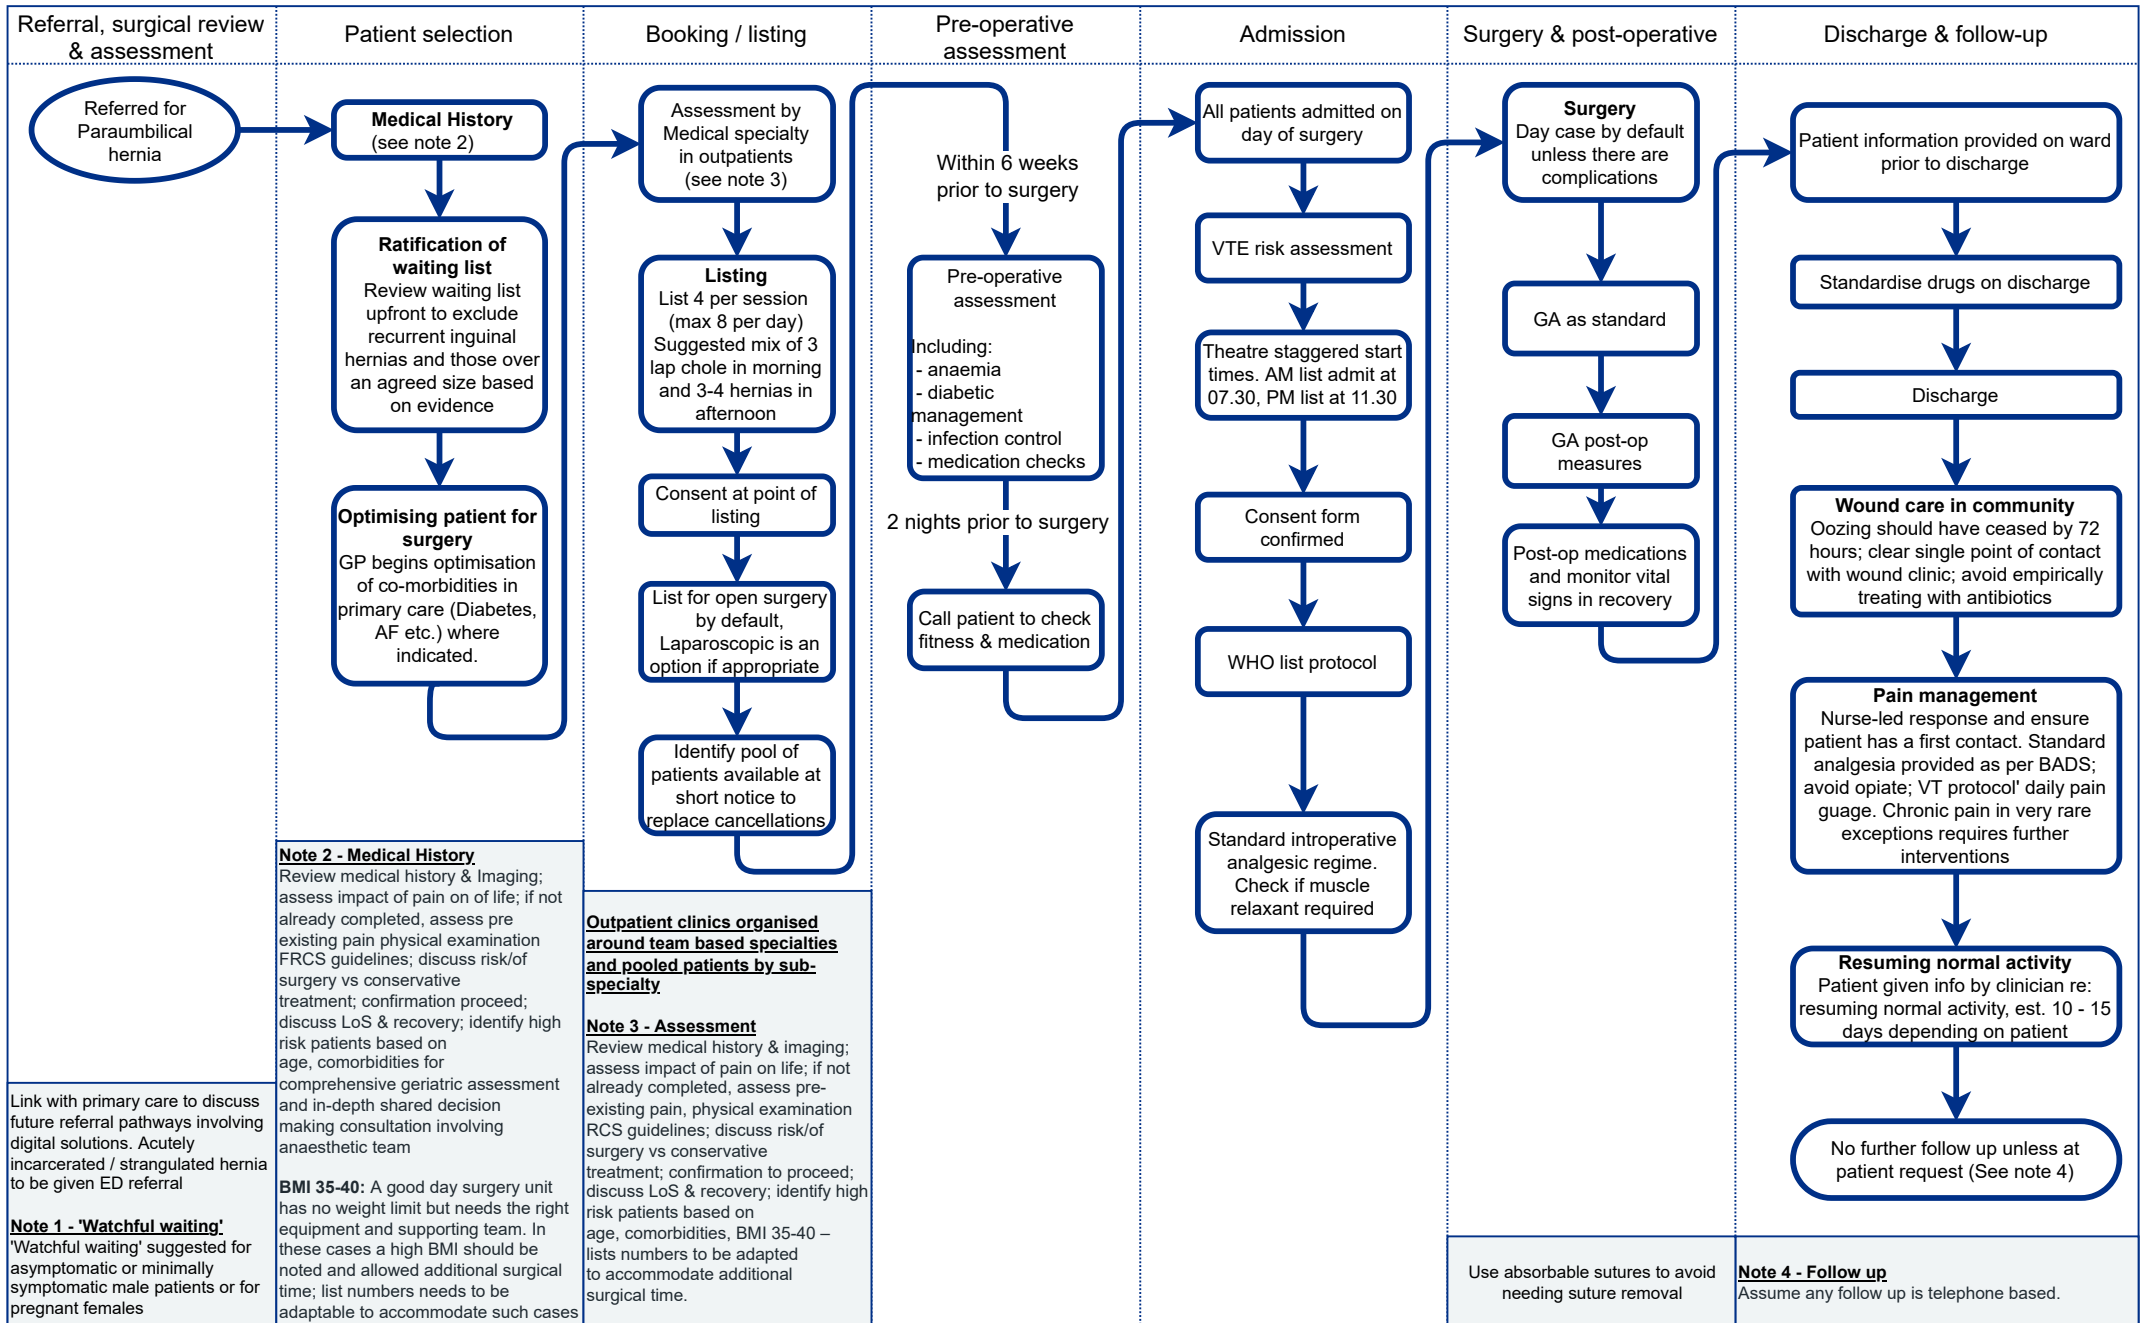 Referral, surgical review
& assessment
Patient selection
Booking / listing
Pre-operative
assessment
Admission
Surgery & post-operative
Discharge & follow-up
Referred for
Paraumbilical
hernia
Link with primary care to discuss
future referral pathways involving
digital solutions. Acutely
incarcerated / strangulated hernia
to be given ED referral
Note 1 - 'Watchful waiting'
'Watchful waiting' suggested for
asymptomatic or minimally
symptomatic male patients or for
pregnant females
Medical History
(see note 2)
Ratification of
waiting list
Review waiting list
upfront to exclude
recurrent inguinal
hernias and those over
an agreed size based
on evidence
Optimising patient for
surgery
GP begins optimisation
of co-morbidities in
primary care (Diabetes,
AF etc.) where
indicated.
Note 2 - Medical History
Review medical history & Imaging;
assess impact of pain on of life; if not
already completed, assess pre
existing pain physical examination
FRCS guidelines; discuss risk/of
surgery vs conservative
treatment; confirmation proceed;
discuss LoS & recovery; identify high
risk patients based on
age, comorbidities for
comprehensive geriatric assessment
and in-depth shared decision
making consultation involving
anaesthetic team
BMI 35-40: A good day surgery unit
has no weight limit but needs the right
equipment and supporting team. In
these cases a high BMI should be
noted and allowed additional surgical
time; list numbers needs to be
adaptable to accommodate such cases
Assessment by
Medical specialty
in outpatients
(see note 3)
Listing
List 4 per session
(max 8 per day)
Suggested mix of 3
lap chole in morning
and 3-4 hernias in
afternoon
Consent at point of
listing
List for open surgery
by default,
Laparoscopic is an
option if appropriate
Identify pool of
patients available at
short notice to
replace cancellations
Outpatient clinics organised
around team based specialties
and pooled patients by sub-
specialty
Note 3 - Assessment
Review medical history & imaging;
assess impact of pain on life; if not
already completed, assess pre-
existing pain, physical examination
RCS guidelines; discuss risk/of
surgery vs conservative
treatment; confirmation to proceed;
discuss LoS & recovery; identify high
risk patients based on
age, comorbidities, BMI 35-40 –
lists numbers to be adapted
to accommodate additional
surgical time.
Within 6 weeks
prior to surgery
Pre-operative
assessment
Including:
- anaemia
- diabetic
management
- infection control
- medication checks
2 nights prior to surgery
Call patient to check
fitness & medication
All patients admitted on
day of surgery
VTE risk assessment
Theatre staggered start
times. AM list admit at
07.30, PM list at 11.30
Consent form
confirmed
WHO list protocol
Standard introperative
analgesic regime.
Check if muscle
relaxant required
Surgery
Day case by default
unless there are
complications
GA as standard
GA post-op
measures
Post-op medications
and monitor vital
signs in recovery
Use absorbable sutures to avoid
needing suture removal
Patient information provided on ward
prior to discharge
Standardise drugs on discharge
Discharge
Wound care in community
Oozing should have ceased by 72
hours; clear single point of contact
with wound clinic; avoid empirically
treating with antibiotics
Pain management
Nurse-led response and ensure
patient has a first contact. Standard
analgesia provided as per BADS;
avoid opiate; VT protocol' daily pain
guage. Chronic pain in very rare
exceptions requires further
interventions
Resuming normal activity
Patient given info by clinician re:
resuming normal activity, est. 10 - 15
days depending on patient
No further follow up unless at
patient request (See note 4)
Note 4 - Follow up
Assume any follow up is telephone based.